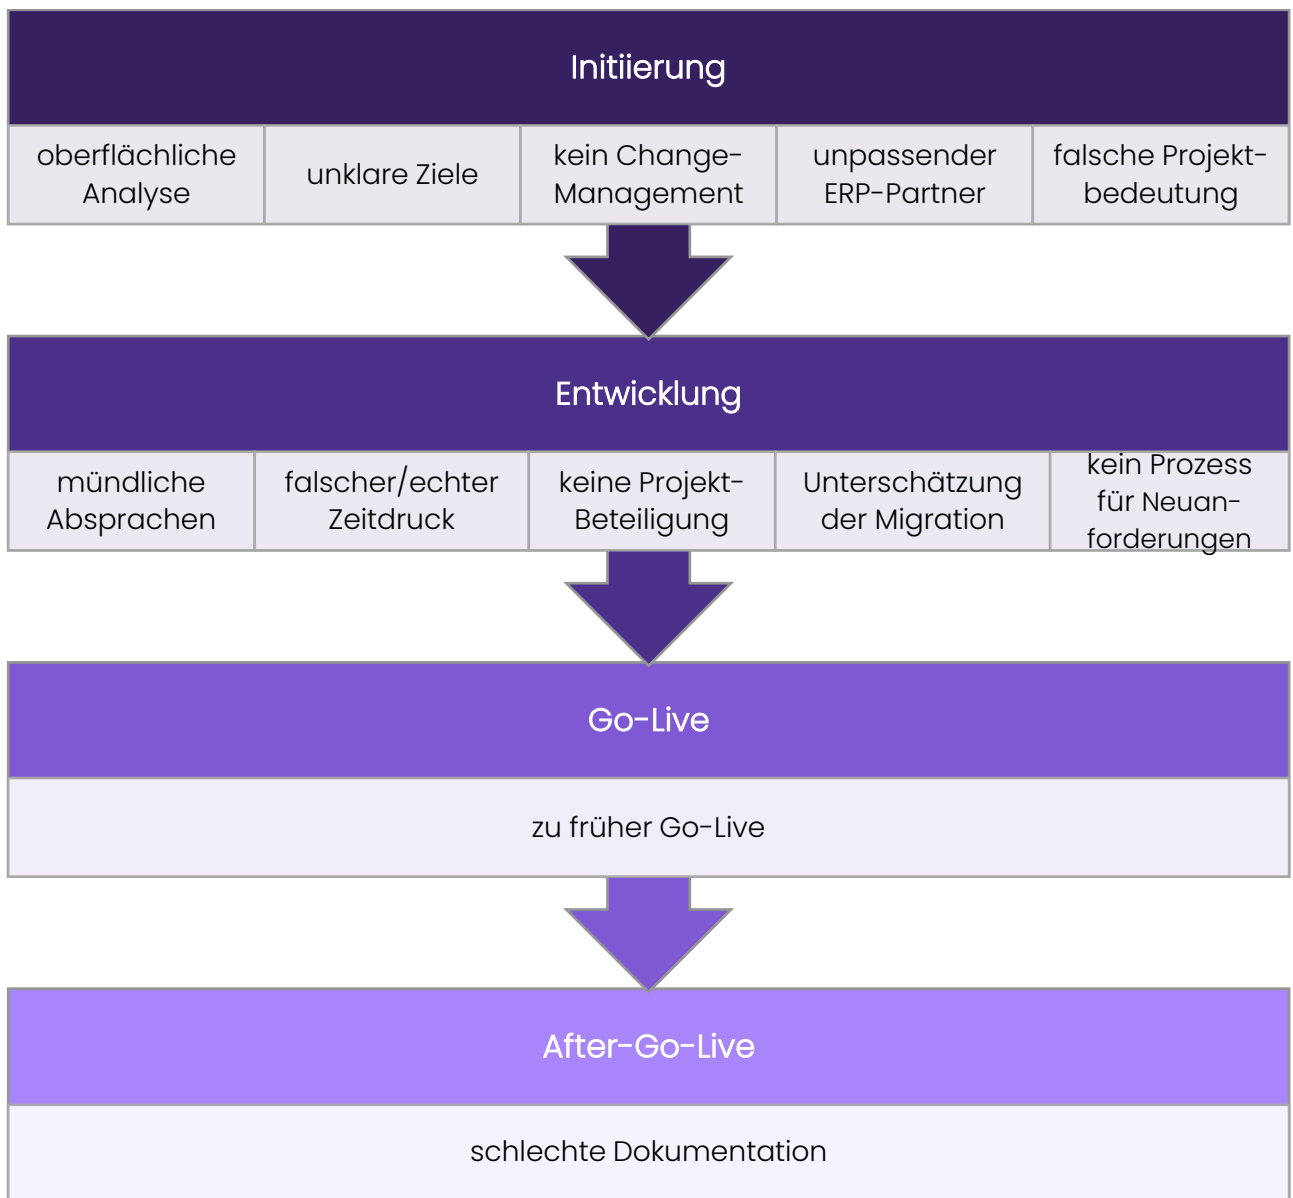 Initiierung
oberflächliche
Analyse
unklare Ziele
kein Change-
Management
unpassender
ERP-Partner
falsche Projekt-
bedeutung
Entwicklung
mündliche
Absprachen
falscher/echter
Zeitdruck
keine Projekt-
Beteiligung
Unterschätzung
der Migration
kein Prozess
für Neuan-
forderungen
Go-Live
zu früher Go-Live
After-Go-Live
schlechte Dokumentation